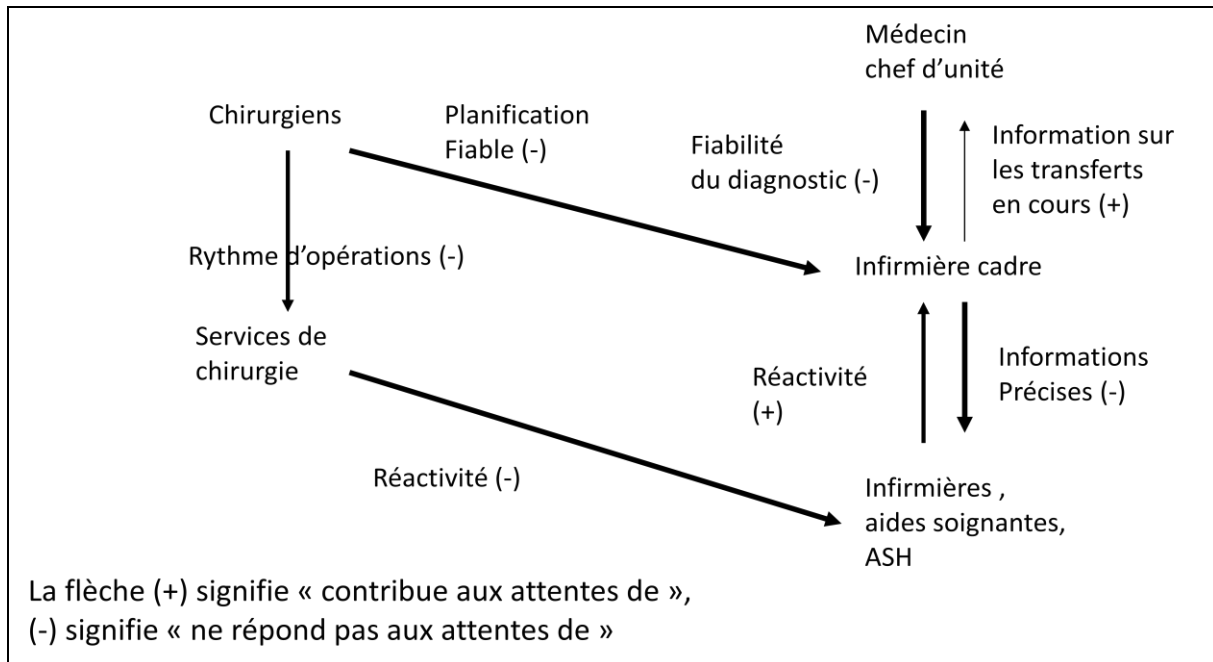 Médecin
chef d’unité
Chirurgiens
Planification
Fiable (-)
Fiabilité
du diagnostic (-)
Information sur
les transferts
en cours (+)
Rythme d’opérations (-)
Infirmière cadre
Services de
chirurgie
Réactivité
(+)
Informations
Précises (-)
Réactivité (-)
Infirmières ,
aides soignantes,
ASH
La flèche (+) signifie « contribue aux attentes de »,
(-) signifie « ne répond pas aux attentes de »